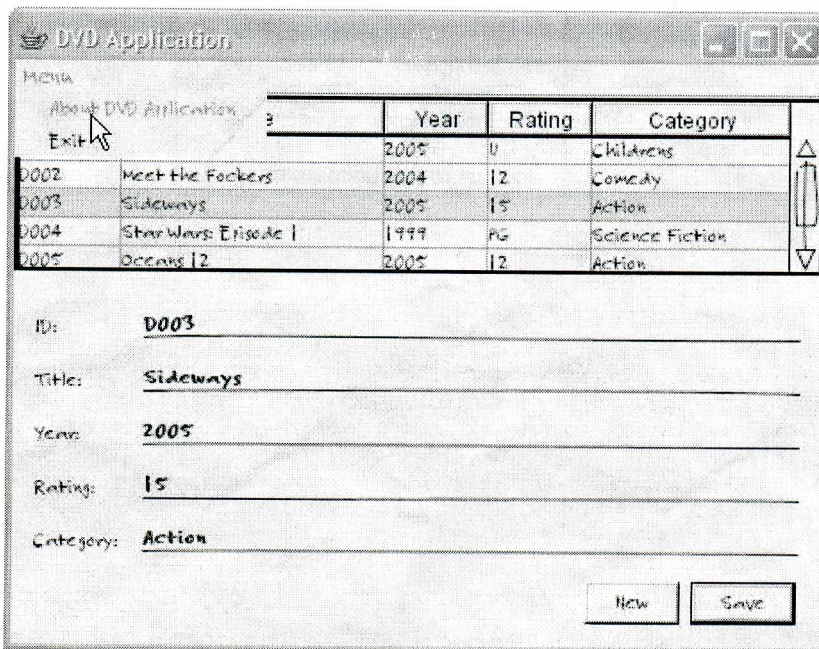 DVD Application
Menu
About DVD Application
Exit
e Year Rating Category
2005 U Childrens
D002 Meet the Fockers 2004 12 Comedy
D003 Sideways 2005 15 Action
D004 Star Wars: Episode 1 1999 PG Science Fiction
D005 Oceans 12 2005 12 Action
ID: D003
Title: Sideways
Year: 2005
Rating: 15
Category: Action
New Save